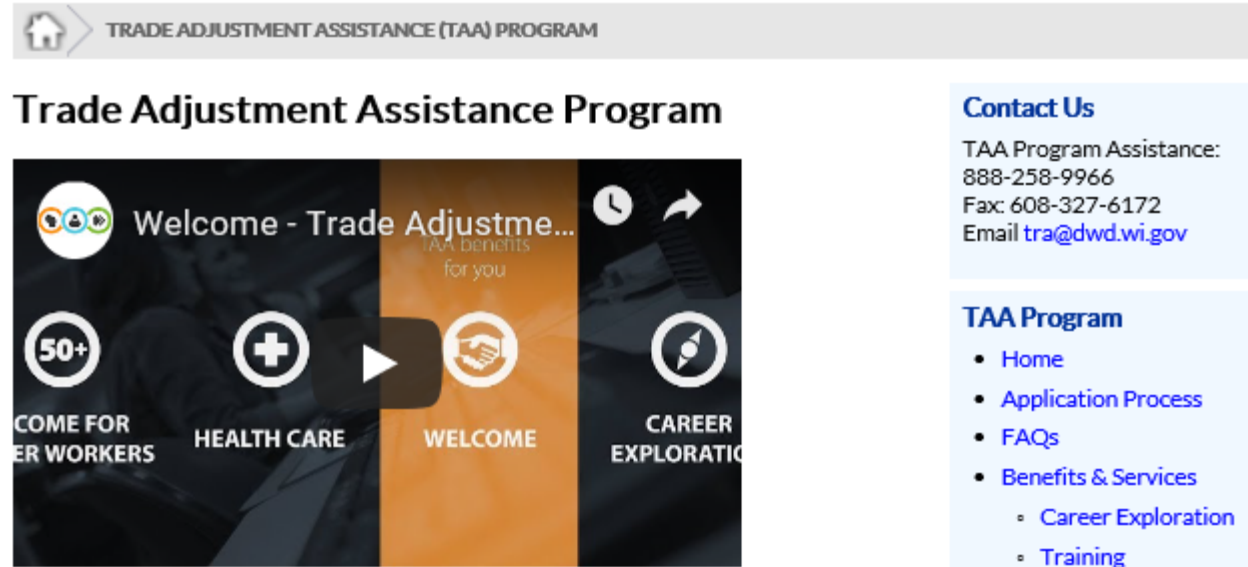 TRADE ADJUSTMENT ASSISTANCE (TAA) PROGRAM
Trade Adjustment Assistance Program
Welcome - Trade Adjustme...
TAA benefits
for you
50+
COME FOR
ER WORKERS
HEALTH CARE
WELCOME
CAREER
EXPLORATIO
Contact Us
TAA Program Assistance:
888-258-9966
Fax: 608-327-6172
Email tra@dwd.wi.gov
TAA Program
• Home
• Application Process
• FAQs
• Benefits & Services
◦ Career Exploration
◦ Training